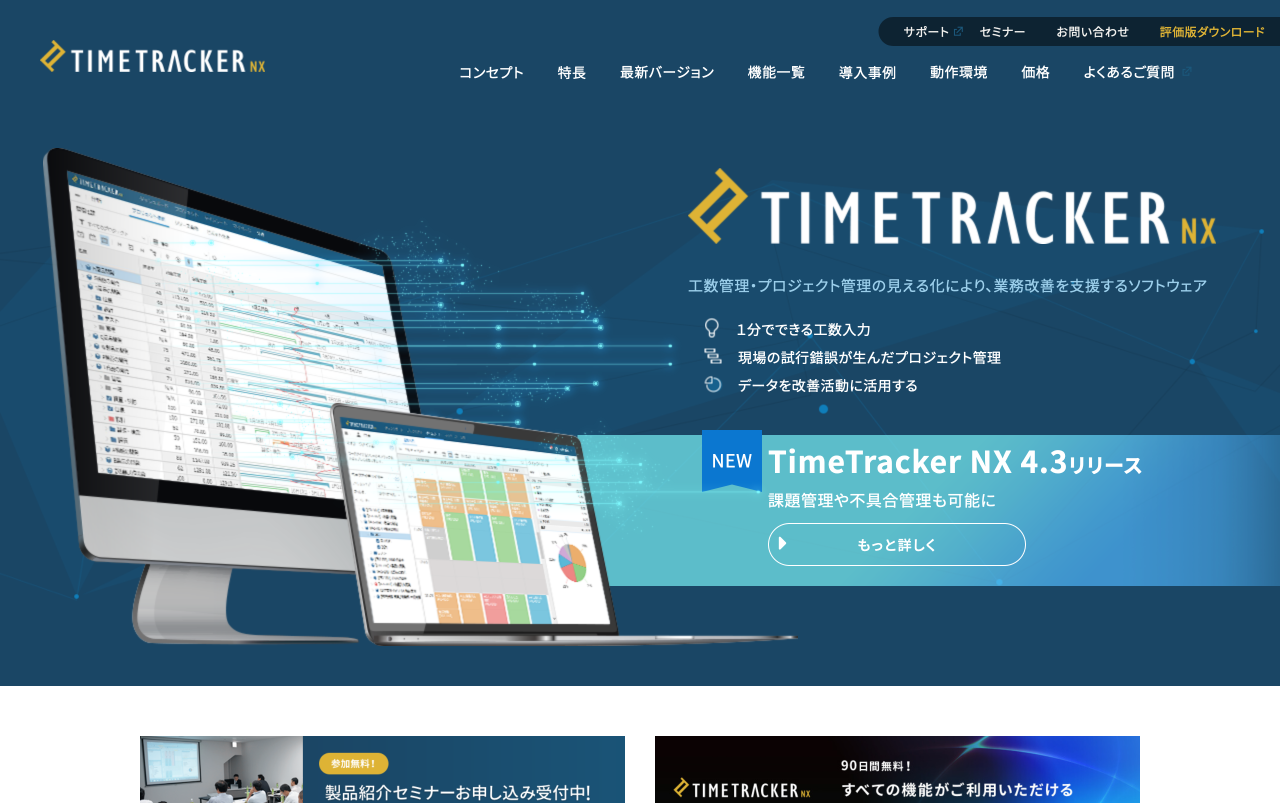 サポート セミナー お問い合わせ 評価版ダウンロード
TIMETRACKER NX
コンセプト 特長 最新バージョン 機能一覧 導入事例 動作環境 価格 よくあるご質問
TIMETRACKER NX
工数管理・プロジェクト管理の見える化により、業務改善を支援するソフトウェア
1分でできる工数入力
現場の試行錯誤が生んだプロジェクト管理
データを改善活動に活用する
NEW
TimeTracker NX 4.3リリース
課題管理や不具合管理も可能に
もっと詳しく
参加無料!
製品紹介セミナーお申し込み受付中!
90日間無料!
TIMETRACKER NX
すべての機能がご利用いただける